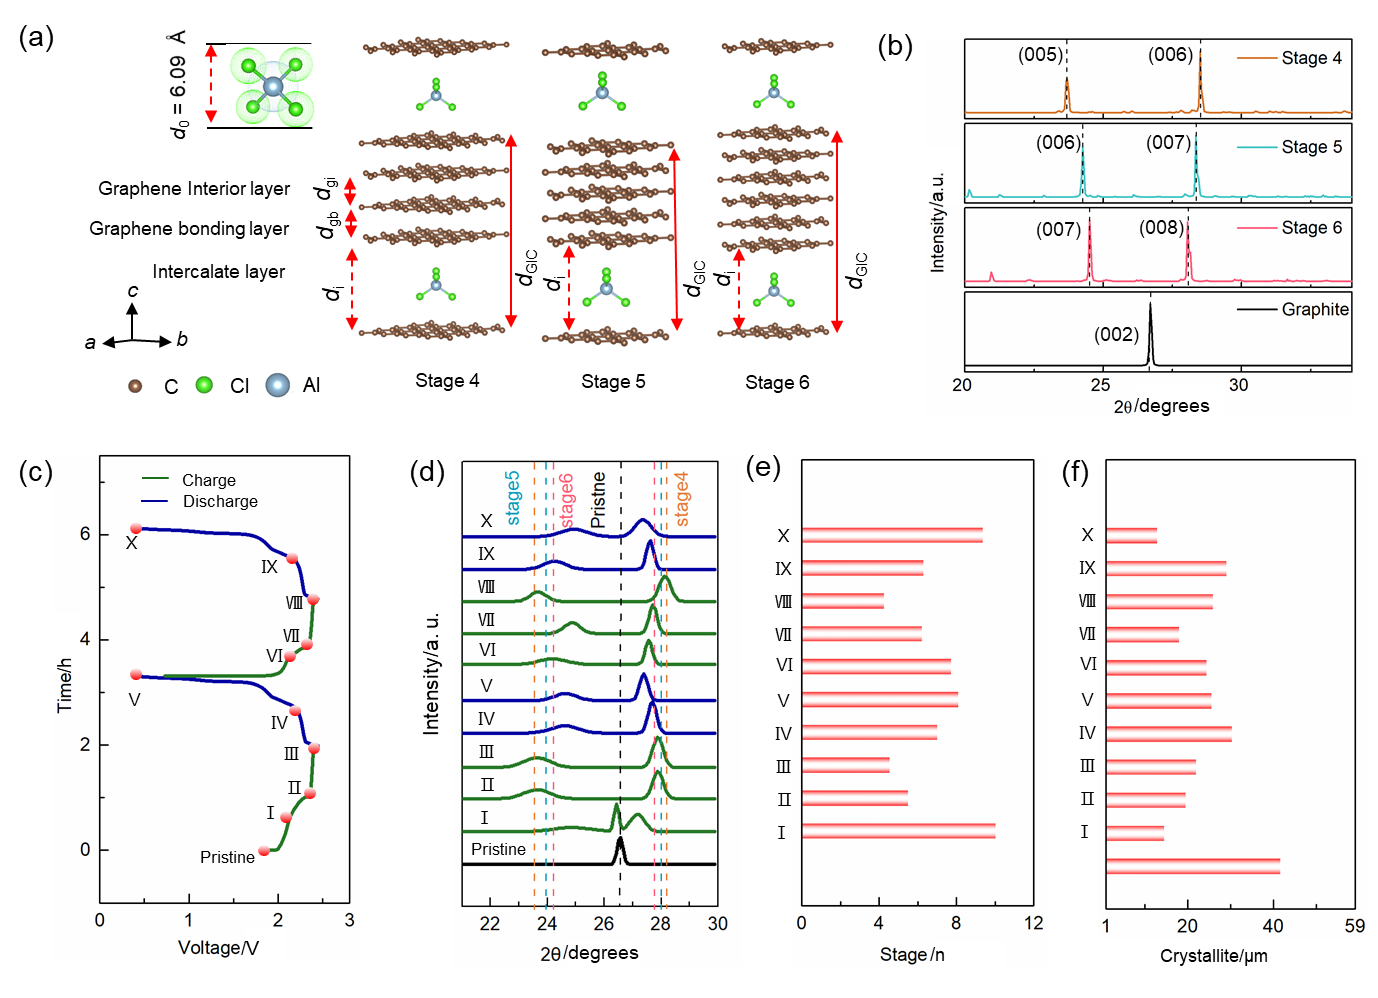 (a)
d0 = 6.09 Å
Graphene Interior layer
Graphene bonding layer
Intercalate layer
dgi
dgb
di
dGIC
di
dGIC
di
dGIC
c
a
b
C
Cl
Al
Stage 4
Stage 5
Stage 6
(b)
(005)
(006)
Stage 4
(006)
(007)
Stage 5
(007)
(008)
Stage 6
(002)
Graphite
Intensity/a.u.
20
25
30
2θ/degrees
(c)
Charge
Discharge
X
IX
VIII
VII
VI
V
IV
III
II
I
Pristine
Time/h
6
4
2
0
0
1
2
3
Voltage/V
(d)
stage5
stage6
Pristne
stage4
X
IX
VIII
VII
VI
V
IV
III
II
I
Pristine
Intensity/a. u.
22
24
26
28
30
2θ/degrees
(e)
X
IX
VIII
VII
VI
V
IV
III
II
I
0
4
8
12
Stage/n
(f)
X
IX
VIII
VII
VI
V
IV
III
II
I
1
20
40
59
Crystallite/μm